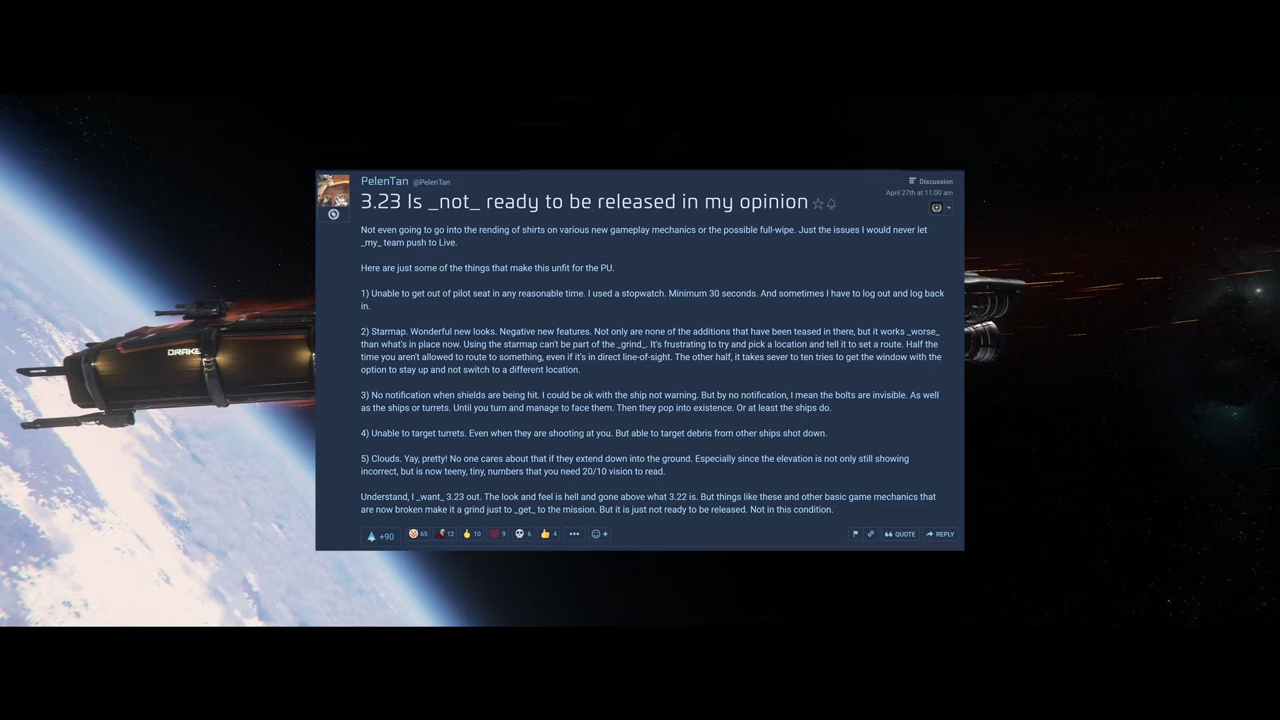 PelenTan @PelenTan
Discussion
April 27th at 11:00 am
3.23 Is _not_ ready to be released in my opinion
Not even going to go into the rending of shirts on various new gameplay mechanics or the possible full-wipe. Just the issues I would never let
_my_ team push to Live.
Here are just some of the things that make this unfit for the PU.
1) Unable to get out of pilot seat in any reasonable time. I used a stopwatch. Minimum 30 seconds. And sometimes I have to log out and log back
in.
2) Starmap. Wonderful new looks. Negative new features. Not only are none of the additions that have been teased in there, but it works _worse_
than what's in place now. Using the starmap can't be part of the _grind_. It's frustrating to try and pick a location and tell it to set a route. Half the
time you aren't allowed to route to something, even if it's in direct line-of-sight. The other half, it takes sever to ten tries to get the window with the
option to stay up and not switch to a different location.
3) No notification when shields are being hit. I could be ok with the ship not warning. But by no notification, I mean the bolts are invisible. As well
as the ships or turrets. Until you turn and manage to face them. Then they pop into existence. Or at least the ships do.
4) Unable to target turrets. Even when they are shooting at you. But able to target debris from other ships shot down.
5) Clouds. Yay, pretty! No one cares about that if they extend down into the ground. Especially since the elevation is not only still showing
incorrect, but is now teeny, tiny, numbers that you need 20/10 vision to read.
Understand, I _want_ 3.23 out. The look and feel is hell and gone above what 3.22 is. But things like these and other basic game mechanics that
are now broken make it a grind just to _get_ to the mission. But it is just not ready to be released. Not in this condition.
+90 65 12 10 9 6 4 QUOTE REPLY
DRAKE